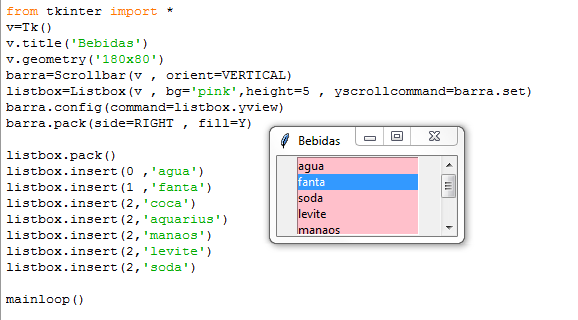 from tkinter import *
v=Tk()
v.title('Bebidas')
v.geometry('180x80')
barra=Scrollbar(v , orient=VERTICAL)
listbox=Listbox(v , bg='pink',height=5 , yscrollcommand=barra.set)
barra.config(command=listbox.yview)
barra.pack(side=RIGHT , fill=Y)
listbox.pack()
listbox.insert(0 ,'agua')
listbox.insert(1 ,'fanta')
listbox.insert(2,'coca')
listbox.insert(2,'aquarius')
listbox.insert(2,'manaos')
listbox.insert(2,'levite')
listbox.insert(2,'soda')
mainloop()
Bebidas
agua
fanta
soda
levite
manaos